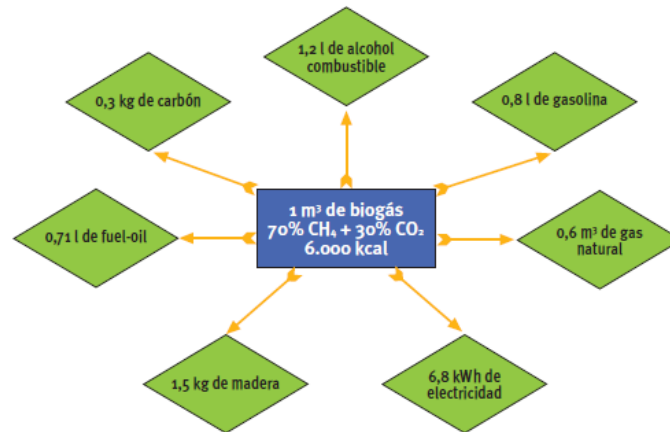 1,2 l de alcohol
combustible
0,3 kg de carbón
0,8 l de gasolina
1 m³ de biogás
70% CH₄ + 30% CO₂
6.000 kcal
0,71 l de fuel-oil
0,6 m³ de gas
natural
1,5 kg de madera
6,8 kWh de
electricidad